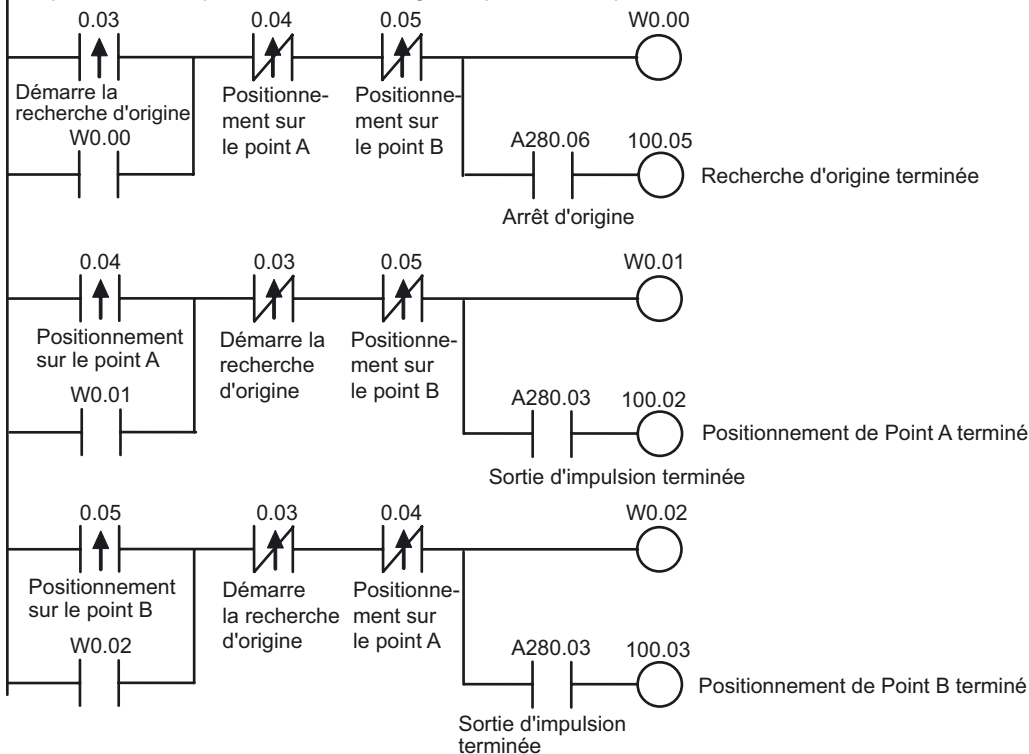 0.03 0.04 0.05 W0.00
Démarre la
recherche d'origine
Positionne-
ment sur
le point A
Positionne-
ment sur
le point B
W0.00
A280.06 100.05
Recherche d'origine terminée
Arrêt d'origine
0.04 0.03 0.05 W0.01
Positionnement
sur le point A
Démarre la
recherche
d'origine
Positionne-
ment sur
le point B
W0.01
A280.03 100.02
Positionnement de Point A terminé
Sortie d'impulsion terminée
0.05 0.03 0.04 W0.02
Positionnement
sur le point B
Démarre
la recherche
d'origine
Positionne-
ment sur
le point A
W0.02
A280.03 100.03
Positionnement de Point B terminé
Sortie d'impulsion
terminée